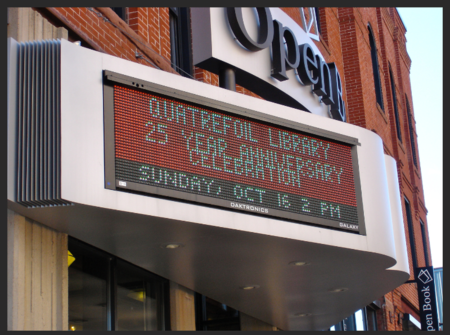 Open
QUATREFOIL LIBRARY
25 YEAR ANNIVERSARY
CELEBRATION
SUNDAY, OCT 16 2 PM
DAKTRONICS
GALAXY
pen Book